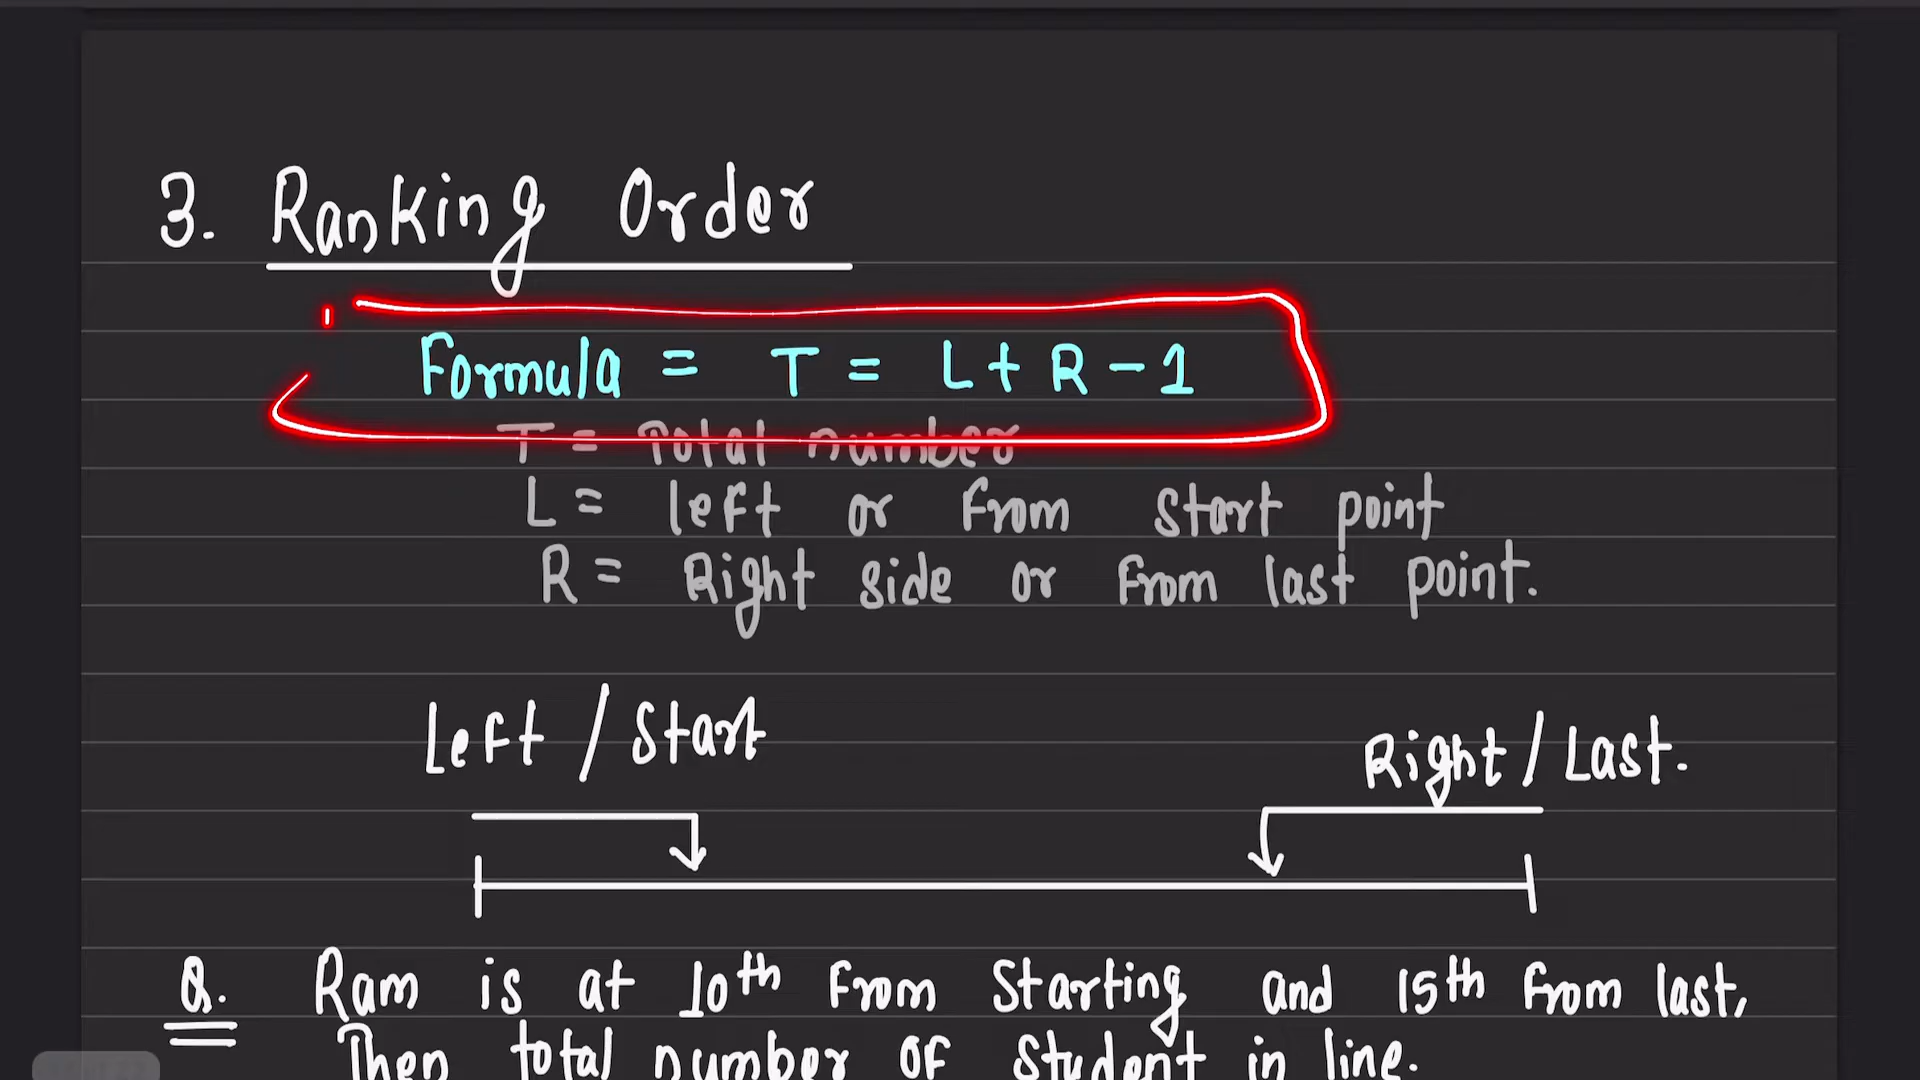 3. Ranking Order
Formula = T = L + R - 1
T = Total number
L = left or from start point
R = Right side or from last point.
Left / Start
Right / Last.
Q. Ram is at 10th from Starting and 15th from last,
Then total number of student in line.